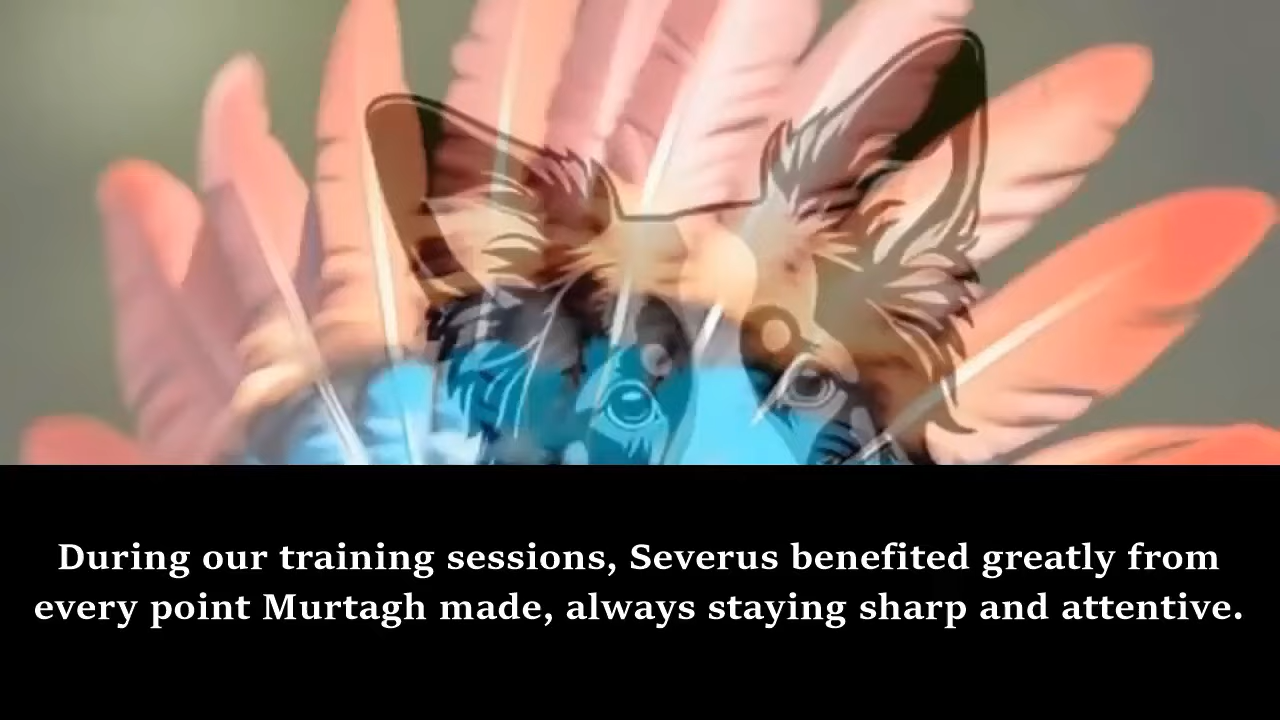 During our training sessions, Severus benefited greatly from
every point Murtagh made, always staying sharp and attentive.